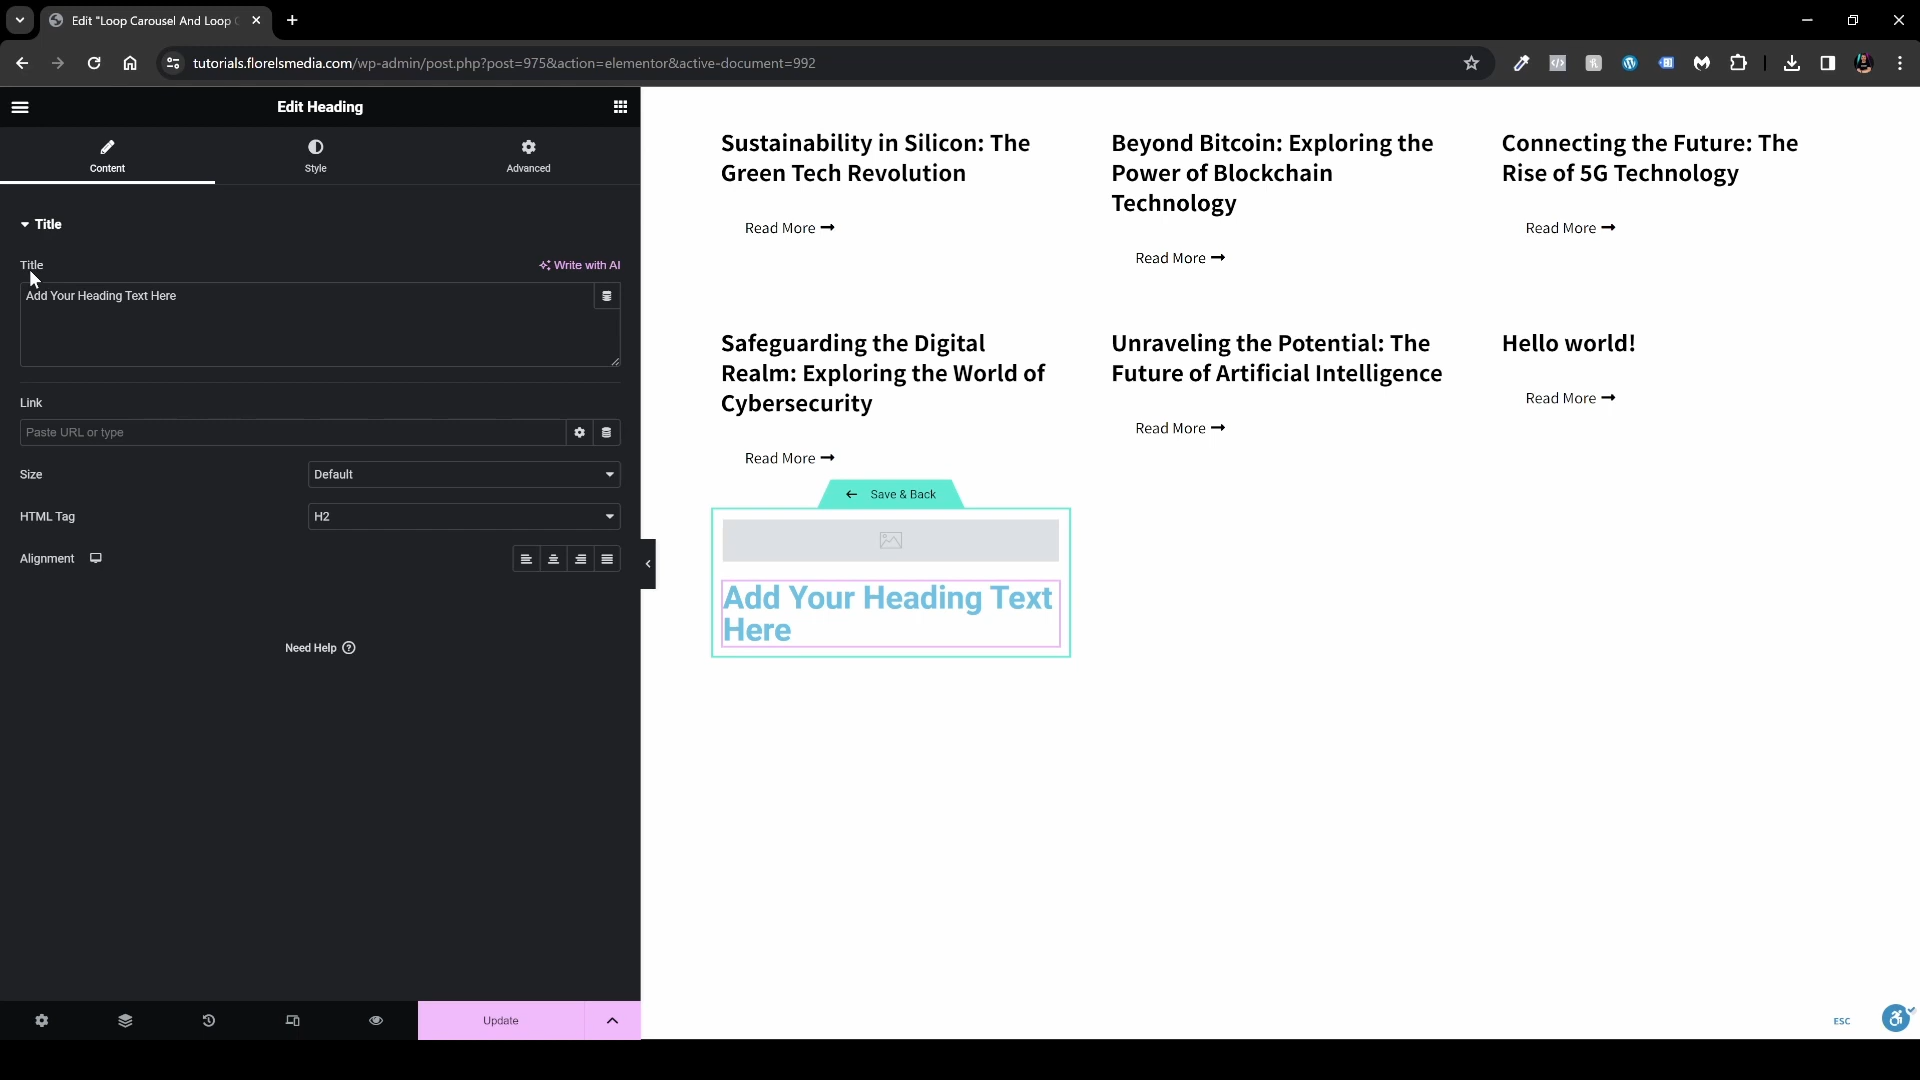 Edit "Loop Carousel And Loop
tutorials.florelsmedia.com/wp-admin/post.php?post=975&action=elementor&active-document=992
Edit Heading
Content
Style
Advanced
Title
Title
Write with AI
Add Your Heading Text Here
Link
Paste URL or type
Size
Default
HTML Tag
H2
Alignment
Need Help
Update
Sustainability in Silicon: The
Green Tech Revolution
Read More
Beyond Bitcoin: Exploring the
Power of Blockchain
Technology
Read More
Connecting the Future: The
Rise of 5G Technology
Read More
Safeguarding the Digital
Realm: Exploring the World of
Cybersecurity
Read More
Unraveling the Potential: The
Future of Artificial Intelligence
Read More
Hello world!
Read More
Save & Back
Add Your Heading Text
Here
ESC